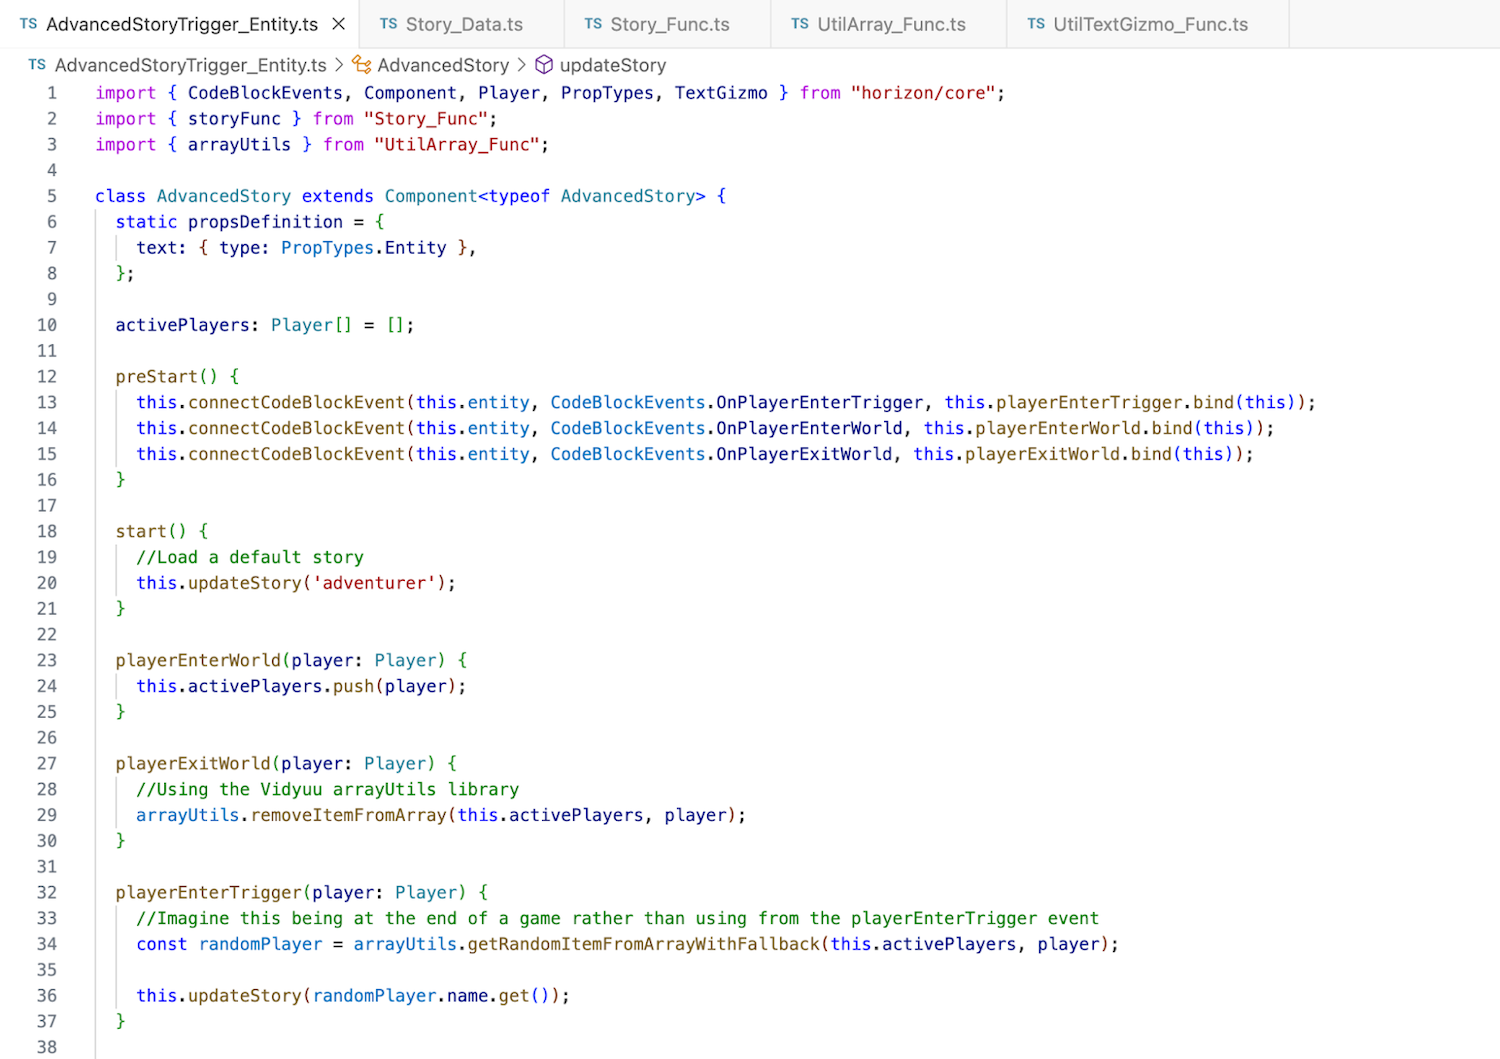 TS AdvancedStoryTrigger_Entity.ts × TS Story_Data.ts TS Story_Func.ts TS UtilArray_Func.ts TS UtilTextGizmo_Func.ts
TS AdvancedStoryTrigger_Entity.ts > AdvancedStory > updateStory
1 import { CodeBlockEvents, Component, Player, PropTypes, TextGizmo } from "horizon/core";
2 import { storyFunc } from "Story_Func";
3 import { arrayUtils } from "UtilArray_Func";
4
5 class AdvancedStory extends Component<typeof AdvancedStory> {
6 static propsDefinition = {
7 text: { type: PropTypes.Entity },
8 };
9
10 activePlayers: Player[] = [];
11
12 preStart() {
13 this.connectCodeBlockEvent(this.entity, CodeBlockEvents.OnPlayerEnterTrigger, this.playerEnterTrigger.bind(this));
14 this.connectCodeBlockEvent(this.entity, CodeBlockEvents.OnPlayerEnterWorld, this.playerEnterWorld.bind(this));
15 this.connectCodeBlockEvent(this.entity, CodeBlockEvents.OnPlayerExitWorld, this.playerExitWorld.bind(this));
16 }
17
18 start() {
19 //Load a default story
20 this.updateStory('adventurer');
21 }
22
23 playerEnterWorld(player: Player) {
24 this.activePlayers.push(player);
25 }
26
27 playerExitWorld(player: Player) {
28 //Using the Vidyuu arrayUtils library
29 arrayUtils.removeItemFromArray(this.activePlayers, player);
30 }
31
32 playerEnterTrigger(player: Player) {
33 //Imagine this being at the end of a game rather than using from the playerEnterTrigger event
34 const randomPlayer = arrayUtils.getRandomItemFromArrayWithFallback(this.activePlayers, player);
35
36 this.updateStory(randomPlayer.name.get());
37 }
38